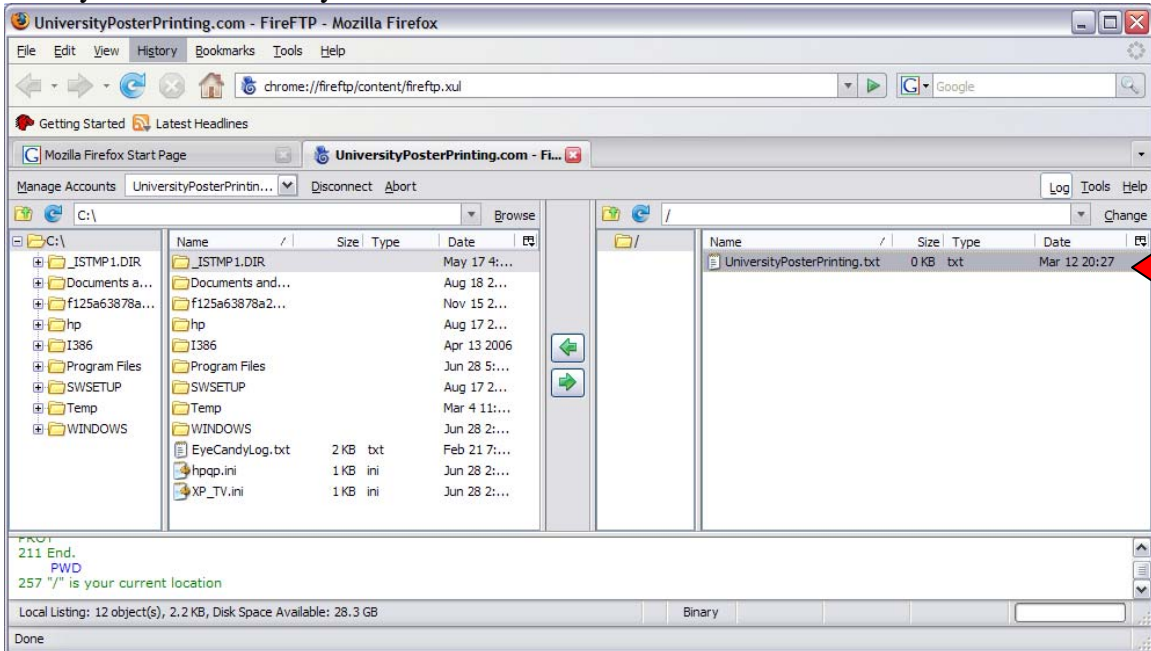 UniversityPosterPrinting.com - FireFTP - Mozilla Firefox
File Edit View History Bookmarks Tools Help
chrome://fireftp/content/fireftp.xul G Google
Getting Started Latest Headlines
G Mozilla Firefox Start Page UniversityPosterPrinting.com - Fi...
Manage Accounts UniversityPosterPrintin... Disconnect Abort Log Tools Help
C:\ Browse / Change
C:\ Name / Size Type Date / Name / Size Type Date
_ISTMP1.DIR _ISTMP1.DIR May 17 4:... UniversityPosterPrinting.txt 0 KB txt Mar 12 20:27
Documents a... Documents and... Aug 18 2...
f125a63878a... f125a63878a2... Nov 15 2...
hp hp Aug 17 2...
I386 I386 Apr 13 2006
Program Files Program Files Jun 28 5:...
SWSETUP SWSETUP Aug 17 2...
Temp Temp Mar 4 11:...
WINDOWS WINDOWS Jun 28 2:...
EyeCandyLog.txt 2 KB txt Feb 21 7:...
hpqp.ini 1 KB ini Jun 28 2:...
XP_TV.ini 1 KB ini Jun 28 2:...
211 End.
PWD
257 "/" is your current location
Local Listing: 12 object(s), 2.2 KB, Disk Space Available: 28.3 GB Binary
Done